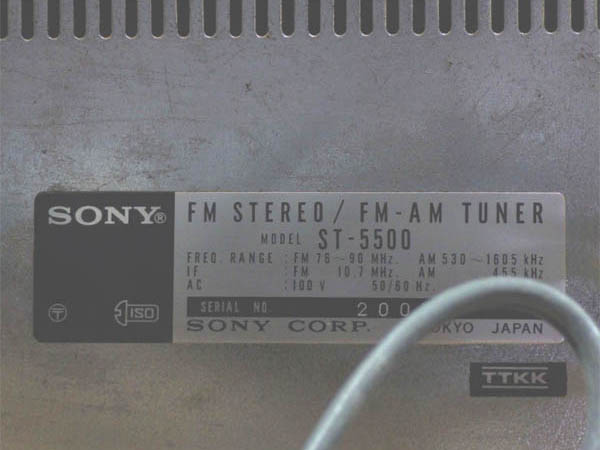 SONY®
FM STEREO / FM-AM TUNER
MODEL ST-5500
FREQ. RANGE : FM 76~90 MHz. AM 530~1605 kHz
IF : FM 10.7 MHz. AM 455 kHz
AC : 100 V 50/60 Hz.
SERIAL NO. 200
SONY CORP. JAPAN
〒 ISO
TTKK